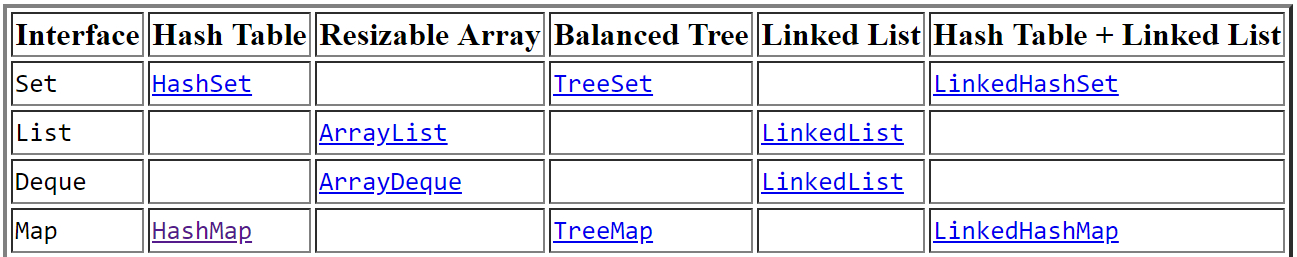 Interface Hash Table Resizable Array Balanced Tree Linked List Hash Table + Linked List
Set HashSet TreeSet LinkedHashSet
List ArrayList LinkedList
Deque ArrayDeque LinkedList
Map HashMap TreeMap LinkedHashMap